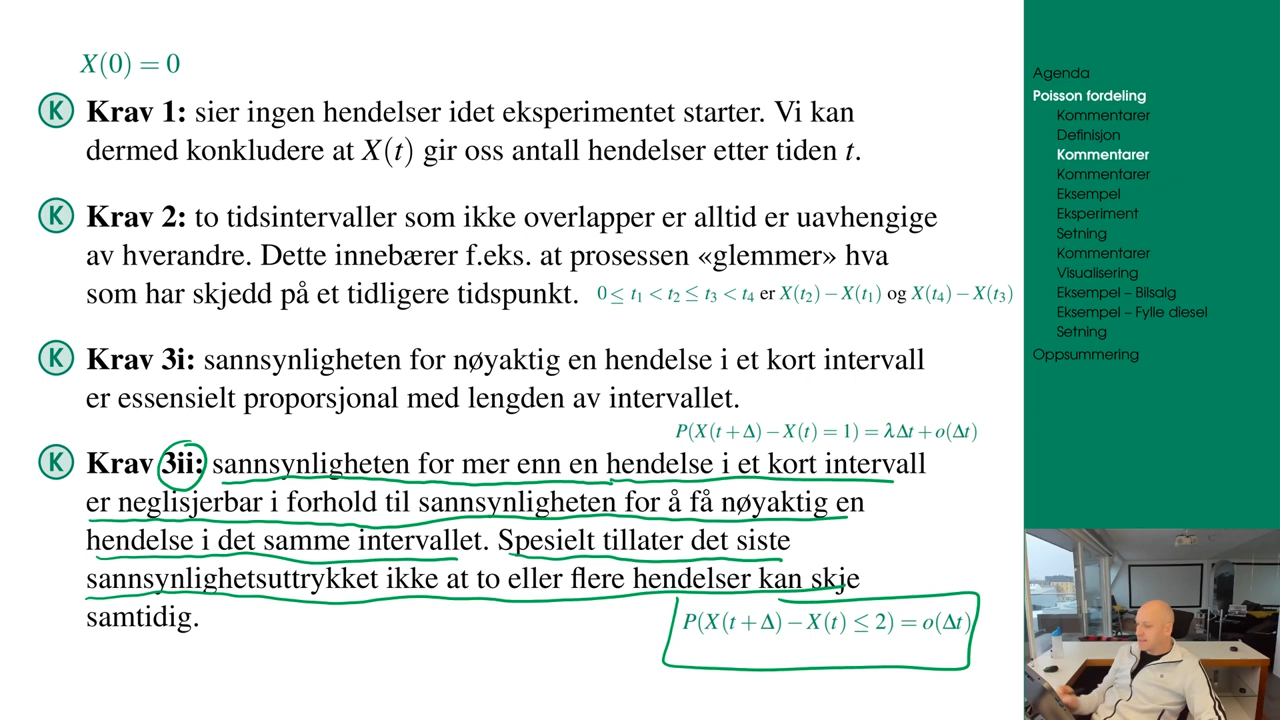 X(0) = 0
K Krav 1: sier ingen hendelser idet eksperimentet starter. Vi kan
dermed konkludere at X(t) gir oss antall hendelser etter tiden t.
K Krav 2: to tidsintervaller som ikke overlapper er alltid er uavhengige
av hverandre. Dette innebærer f.eks. at prosessen «glemmer» hva
som har skjedd på et tidligere tidspunkt. 0 ≤ t₁ < t₂ ≤ t₃ < t₄ er X(t₂) − X(t₁) og X(t₄) − X(t₃)
K Krav 3i: sannsynligheten for nøyaktig en hendelse i et kort intervall
er essensielt proporsjonal med lengden av intervallet.
P(X(t + Δ) − X(t) = 1) = λΔt + o(Δt)
K Krav 3ii: sannsynligheten for mer enn en hendelse i et kort intervall
er neglisjerbar i forhold til sannsynligheten for å få nøyaktig en
hendelse i det samme intervallet. Spesielt tillater det siste
sannsynlighetsuttrykket ikke at to eller flere hendelser kan skje
samtidig.
P(X(t + Δ) − X(t) ≤ 2) = o(Δt)
Agenda
Poisson fordeling
Kommentarer
Definisjon
Kommentarer
Kommentarer
Eksempel
Eksperiment
Setning
Kommentarer
Visualisering
Eksempel – Bilsalg
Eksempel – Fylle diesel
Setning
Oppsummering